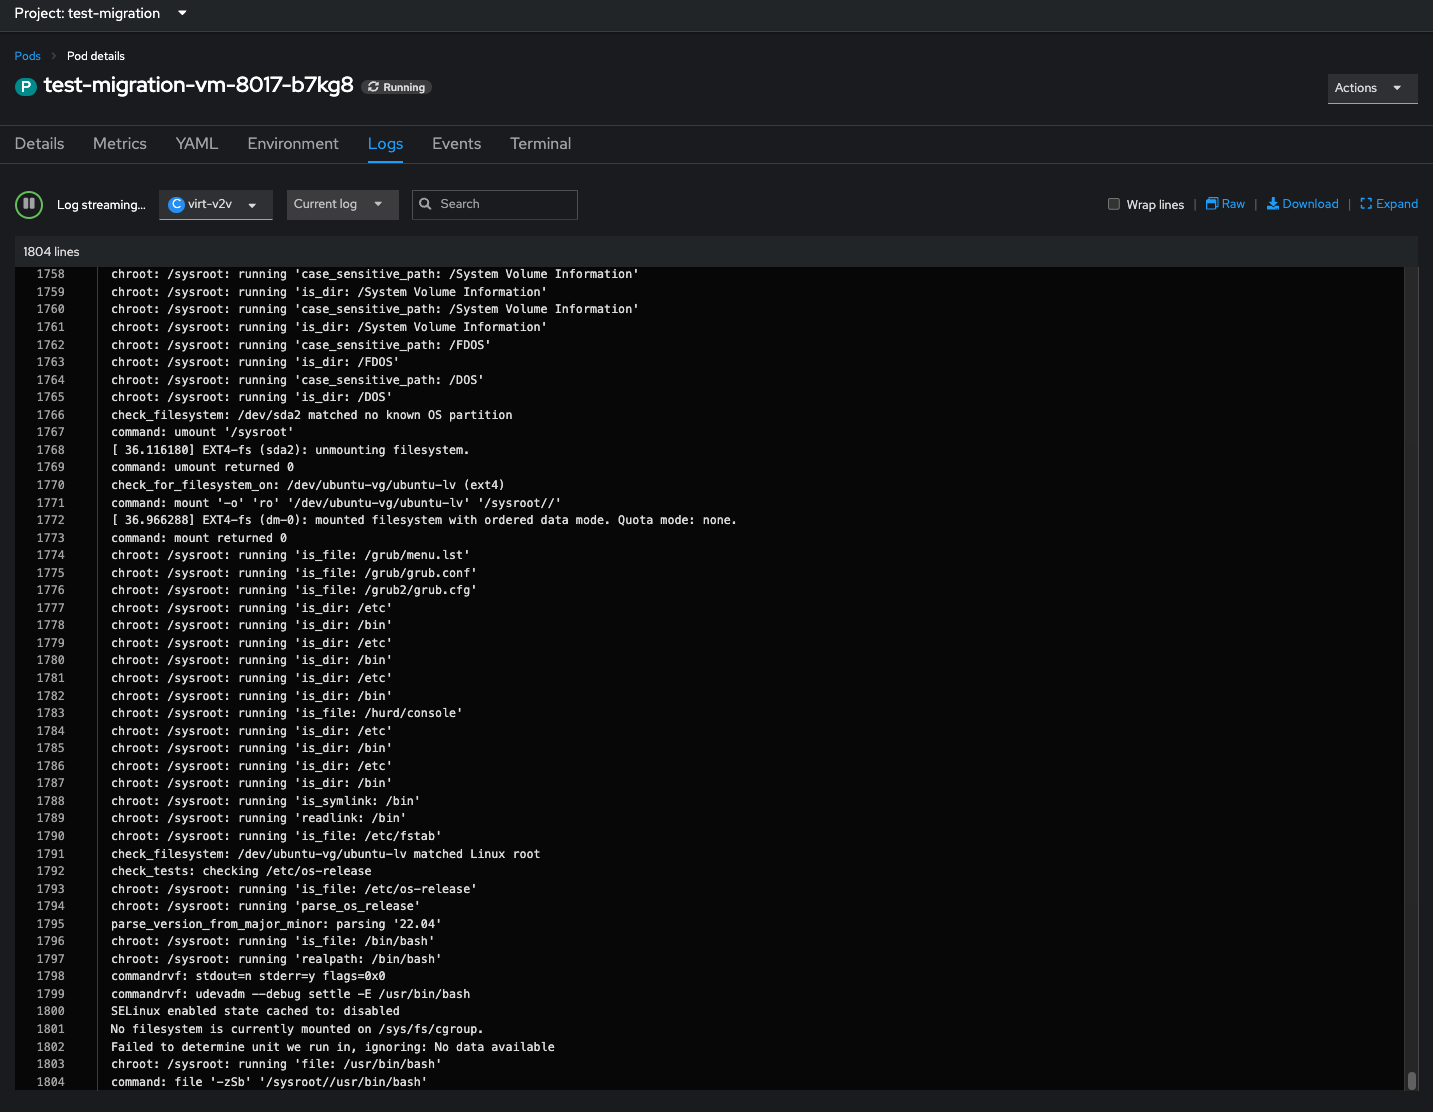 Project: test-migration
Pods > Pod details
P test-migration-vm-8017-b7kg8 Running
Actions
Details Metrics YAML Environment Logs Events Terminal
Log streaming... C virt-v2v Current log Search Wrap lines | Raw | Download | Expand
1804 lines
1758 chroot: /sysroot: running 'case_sensitive_path: /System Volume Information'
1759 chroot: /sysroot: running 'is_dir: /System Volume Information'
1760 chroot: /sysroot: running 'case_sensitive_path: /System Volume Information'
1761 chroot: /sysroot: running 'is_dir: /System Volume Information'
1762 chroot: /sysroot: running 'case_sensitive_path: /FDOS'
1763 chroot: /sysroot: running 'is_dir: /FDOS'
1764 chroot: /sysroot: running 'case_sensitive_path: /DOS'
1765 chroot: /sysroot: running 'is_dir: /DOS'
1766 check_filesystem: /dev/sda2 matched no known OS partition
1767 command: umount '/sysroot'
1768 [ 36.116180] EXT4-fs (sda2): unmounting filesystem.
1769 command: umount returned 0
1770 check_for_filesystem_on: /dev/ubuntu-vg/ubuntu-lv (ext4)
1771 command: mount '-o' 'ro' '/dev/ubuntu-vg/ubuntu-lv' '/sysroot//'
1772 [ 36.966288] EXT4-fs (dm-0): mounted filesystem with ordered data mode. Quota mode: none.
1773 command: mount returned 0
1774 chroot: /sysroot: running 'is_file: /grub/menu.lst'
1775 chroot: /sysroot: running 'is_file: /grub/grub.conf'
1776 chroot: /sysroot: running 'is_file: /grub2/grub.cfg'
1777 chroot: /sysroot: running 'is_dir: /etc'
1778 chroot: /sysroot: running 'is_dir: /bin'
1779 chroot: /sysroot: running 'is_dir: /etc'
1780 chroot: /sysroot: running 'is_dir: /bin'
1781 chroot: /sysroot: running 'is_dir: /etc'
1782 chroot: /sysroot: running 'is_dir: /bin'
1783 chroot: /sysroot: running 'is_file: /hurd/console'
1784 chroot: /sysroot: running 'is_dir: /etc'
1785 chroot: /sysroot: running 'is_dir: /bin'
1786 chroot: /sysroot: running 'is_dir: /etc'
1787 chroot: /sysroot: running 'is_dir: /bin'
1788 chroot: /sysroot: running 'is_symlink: /bin'
1789 chroot: /sysroot: running 'readlink: /bin'
1790 chroot: /sysroot: running 'is_file: /etc/fstab'
1791 check_filesystem: /dev/ubuntu-vg/ubuntu-lv matched Linux root
1792 check_tests: checking /etc/os-release
1793 chroot: /sysroot: running 'is_file: /etc/os-release'
1794 chroot: /sysroot: running 'parse_os_release'
1795 parse_version_from_major_minor: parsing '22.04'
1796 chroot: /sysroot: running 'is_file: /bin/bash'
1797 chroot: /sysroot: running 'realpath: /bin/bash'
1798 commandrvf: stdout=n stderr=y flags=0x0
1799 commandrvf: udevadm --debug settle -E /usr/bin/bash
1800 SELinux enabled state cached to: disabled
1801 No filesystem is currently mounted on /sys/fs/cgroup.
1802 Failed to determine unit we run in, ignoring: No data available
1803 chroot: /sysroot: running 'file: /usr/bin/bash'
1804 command: file '-zSb' '/sysroot//usr/bin/bash'